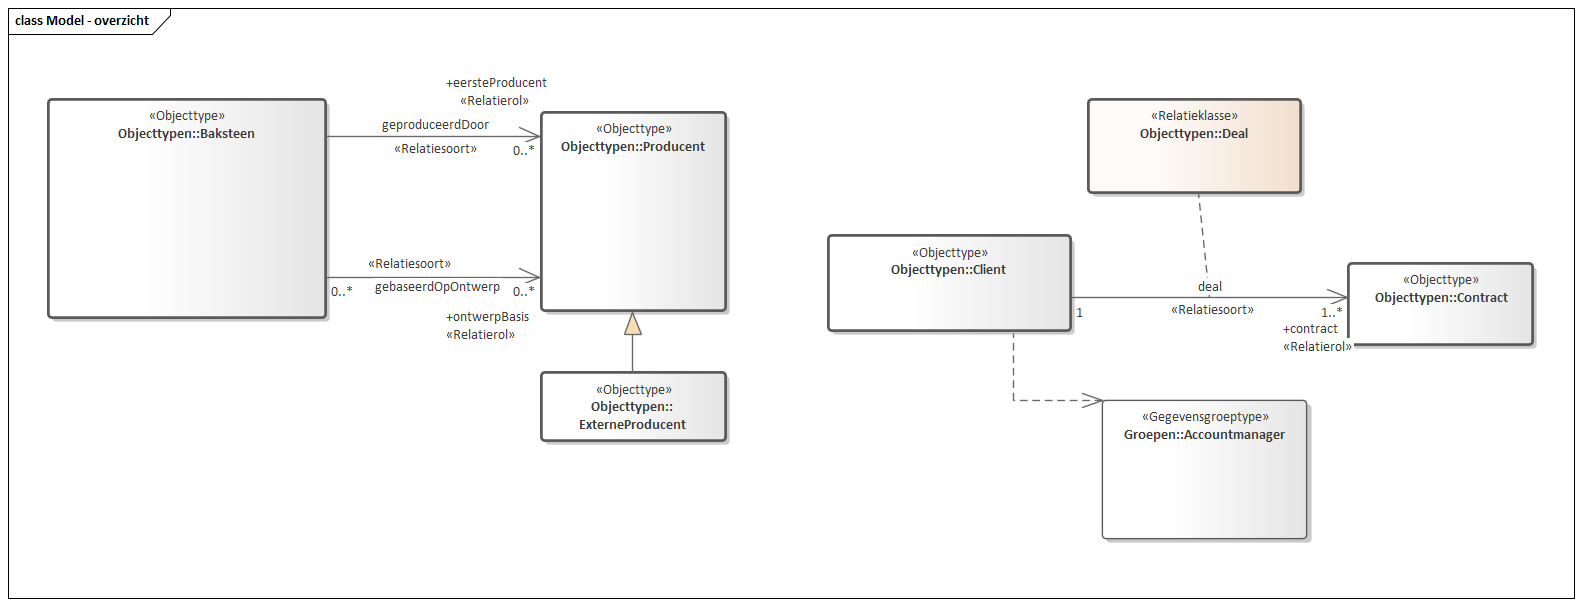 class Model - overzicht
+eersteProducent
«Relatierol»
«Objecttype»
Objecttypen::Baksteen
geproduceerdDoor
«Relatiesoort»
0..*
«Objecttype»
Objecttypen::Producent
«Relatiesoort»
0..*
gebaseerdOpOntwerp
0..*
+ontwerpBasis
«Relatierol»
«Objecttype»
Objecttypen::
ExterneProducent
«Relatieklasse»
Objecttypen::Deal
«Objecttype»
Objecttypen::Client
deal
1
«Relatiesoort»
1..*
+contract
«Relatierol»
«Objecttype»
Objecttypen::Contract
«Gegevensgroeptype»
Groepen::Accountmanager